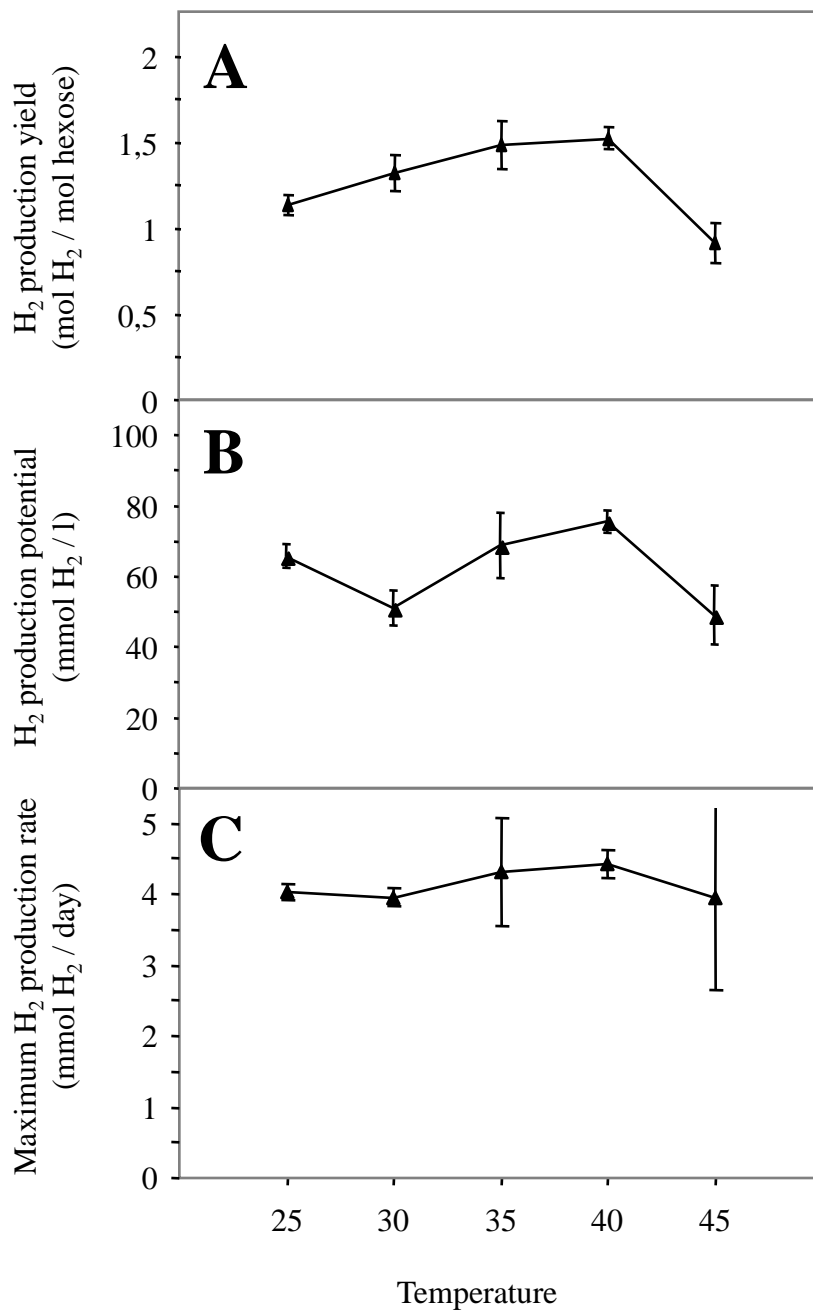 A
H₂ production yield
(mol H₂ / mol hexose)
2
1,5
1
0,5
0
B
H₂ production potential
(mmol H₂ / l)
100
80
60
40
20
0
C
Maximum H₂ production rate
(mmol H₂ / day)
5
4
3
2
1
0
25 30 35 40 45
Temperature